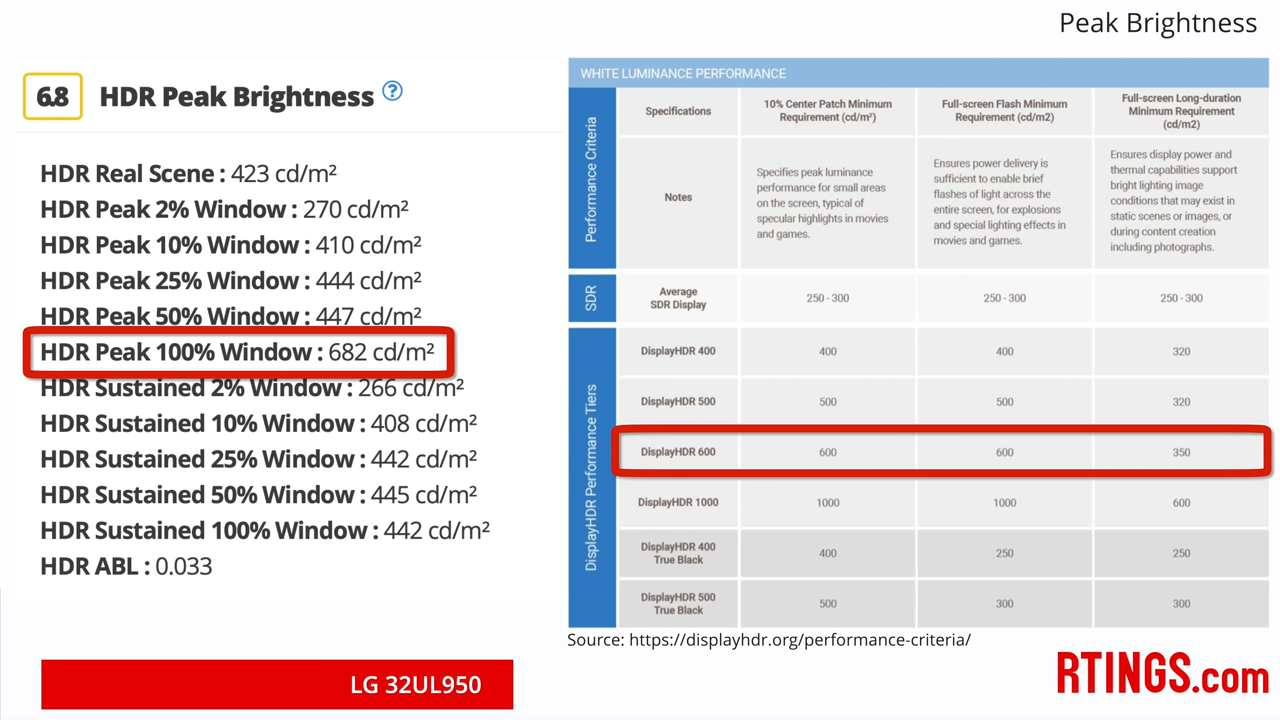 Peak Brightness
6.8 HDR Peak Brightness ?
HDR Real Scene : 423 cd/m²
HDR Peak 2% Window : 270 cd/m²
HDR Peak 10% Window : 410 cd/m²
HDR Peak 25% Window : 444 cd/m²
HDR Peak 50% Window : 447 cd/m²
HDR Peak 100% Window : 682 cd/m²
HDR Sustained 2% Window : 266 cd/m²
HDR Sustained 10% Window : 408 cd/m²
HDR Sustained 25% Window : 442 cd/m²
HDR Sustained 50% Window : 445 cd/m²
HDR Sustained 100% Window : 442 cd/m²
HDR ABL : 0.033
LG 32UL950
WHITE LUMINANCE PERFORMANCE
Performance Criteria
Specifications
10% Center Patch Minimum
Requirement (cd/m²)
Full-screen Flash Minimum
Requirement (cd/m2)
Full-screen Long-duration
Minimum Requirement
(cd/m2)
Notes
Specifies peak luminance
performance for small areas
on the screen, typical of
specular highlights in movies
and games.
Ensures power delivery is
sufficient to enable brief
flashes of light across the
entire screen, for explosions
and special lighting effects in
movies and games.
Ensures display power and
thermal capabilities support
bright lighting image
conditions that may exist in
static scenes or images, or
during content creation
including photographs.
SDR
Average
SDR Display
250 - 300
250 - 300
250 - 300
DisplayHDR Performance Tiers
DisplayHDR 400
400
400
320
DisplayHDR 500
500
500
320
DisplayHDR 600
600
600
350
DisplayHDR 1000
1000
1000
600
DisplayHDR 400
True Black
400
250
250
DisplayHDR 500
True Black
500
300
300
Source: https://displayhdr.org/performance-criteria/
RTINGS.com